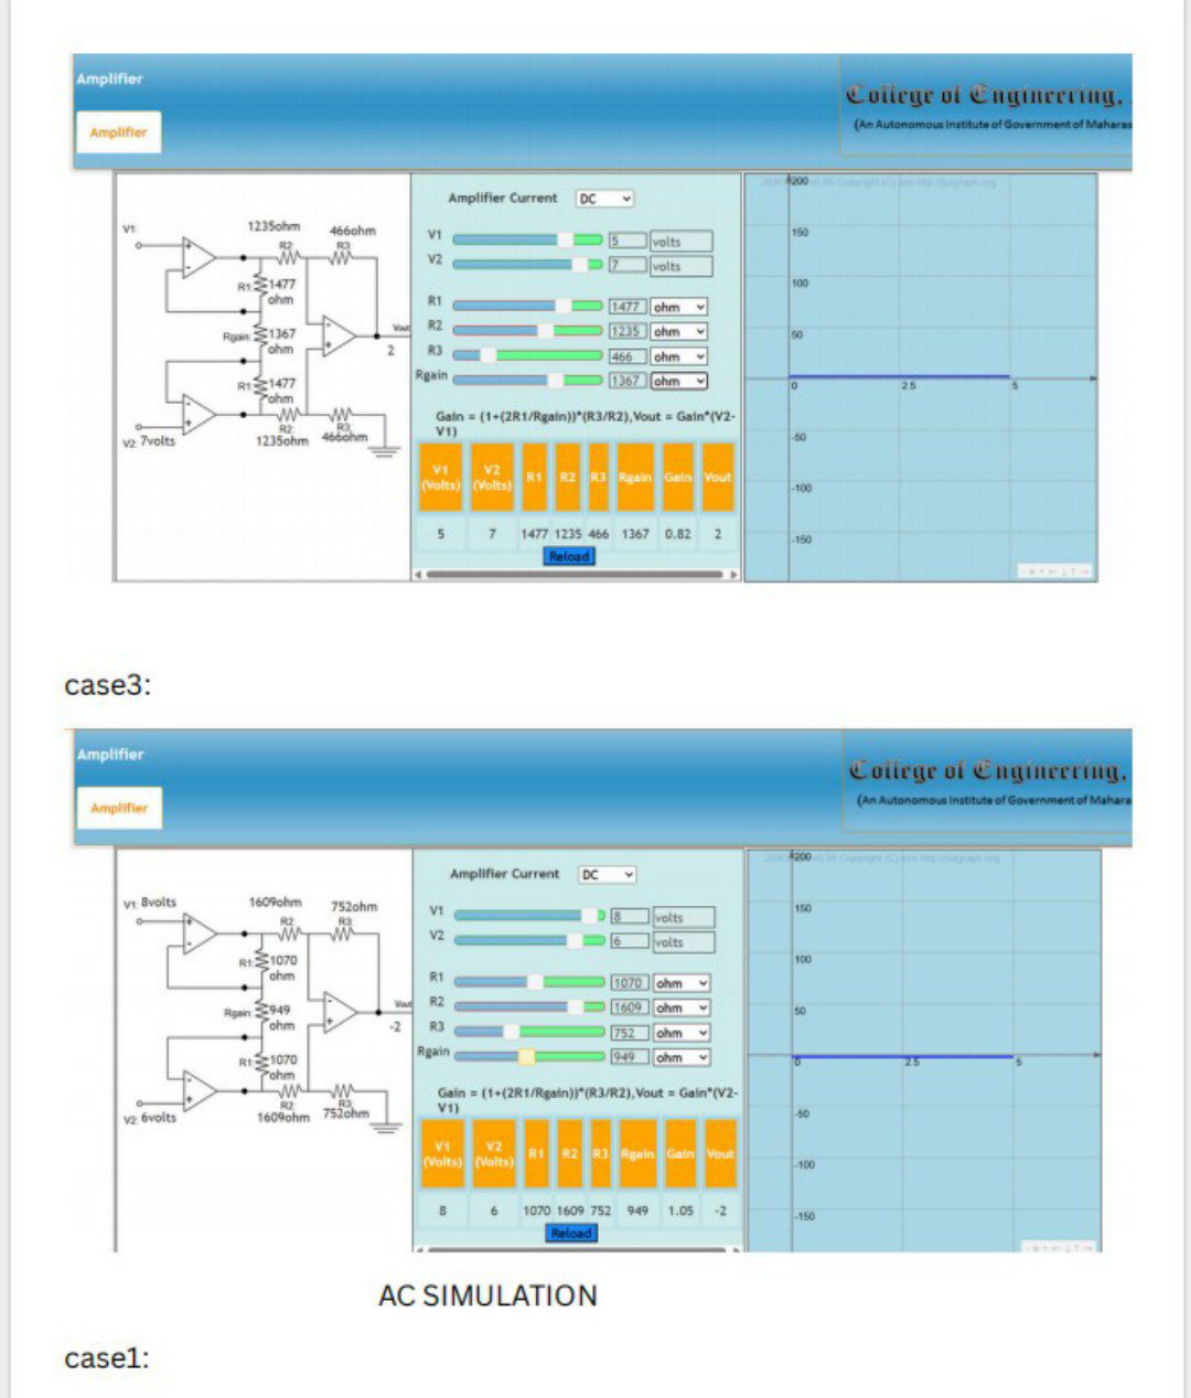 Amplifier
College of Engineering,
(An Autonomous Institute of Government of Maharas
Amplifier
Amplifier Current DC
V1 5 volts
V2 7 volts
R1 1477 ohm
R2 1235 ohm
R3 466 ohm
Rgain 1367 ohm
Gain = (1+(2R1/Rgain))*(R3/R2), Vout = Gain*(V2-
V1)
V1 (Volts) V2 (Volts) R1 R2 R3 Rgain Gain Vout
5 7 1477 1235 466 1367 0.82 2
Reload
V1:
1235ohm 466ohm
R2: R3:
R1: 1477 ohm
Rgain: 1367 ohm
Vout
2
R1: 1477 ohm
R2: R3:
V2: 7volts 1235ohm 466ohm
200
150
100
50
0 2.5 5
-50
-100
-150
case3:
Amplifier
College of Engineering,
(An Autonomous Institute of Government of Mahara
Amplifier
Amplifier Current DC
V1 8 volts
V2 6 volts
R1 1070 ohm
R2 1609 ohm
R3 752 ohm
Rgain 949 ohm
Gain = (1+(2R1/Rgain))*(R3/R2), Vout = Gain*(V2-
V1)
V1 (Volts) V2 (Volts) R1 R2 R3 Rgain Gain Vout
8 6 1070 1609 752 949 1.05 -2
Reload
V1: 8volts 1609ohm 752ohm
R2: R3:
R1: 1070 ohm
Rgain: 949 ohm
Vout
-2
R1: 1070 ohm
R2: R3:
V2: 6volts 1609ohm 752ohm
200
150
100
50
0 2.5 5
-50
-100
-150
AC SIMULATION
case1: